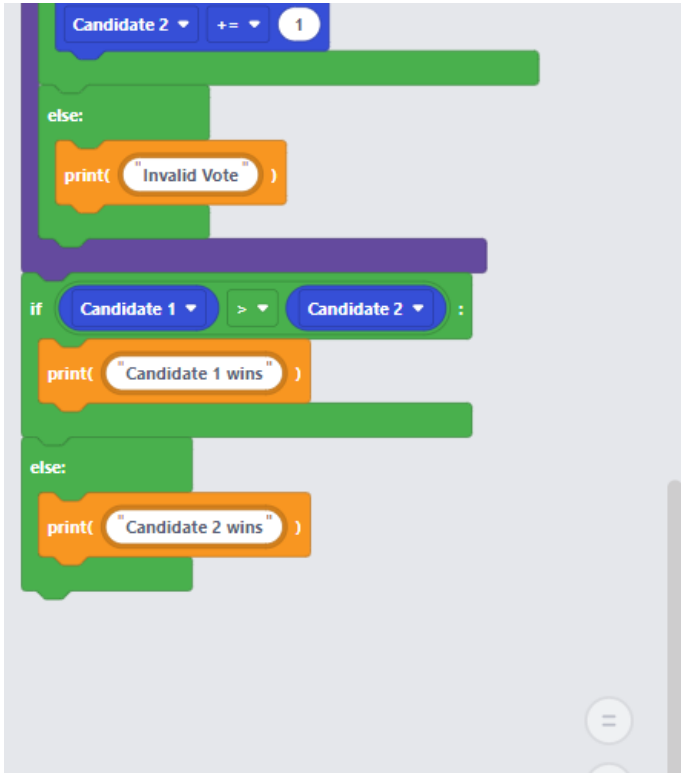 Candidate 2 += 1
else:
print( "Invalid Vote" )
if Candidate 1 > Candidate 2 :
print( "Candidate 1 wins" )
else:
print( "Candidate 2 wins" )
=